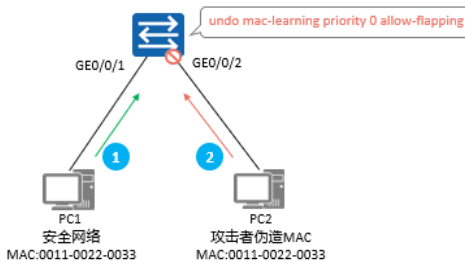 undo mac-learning priority 0 allow-flapping
GE0/0/1
GE0/0/2
1
2
PC1
安全网络
MAC:0011-0022-0033
PC2
攻击者伪造MAC
MAC:0011-0022-0033